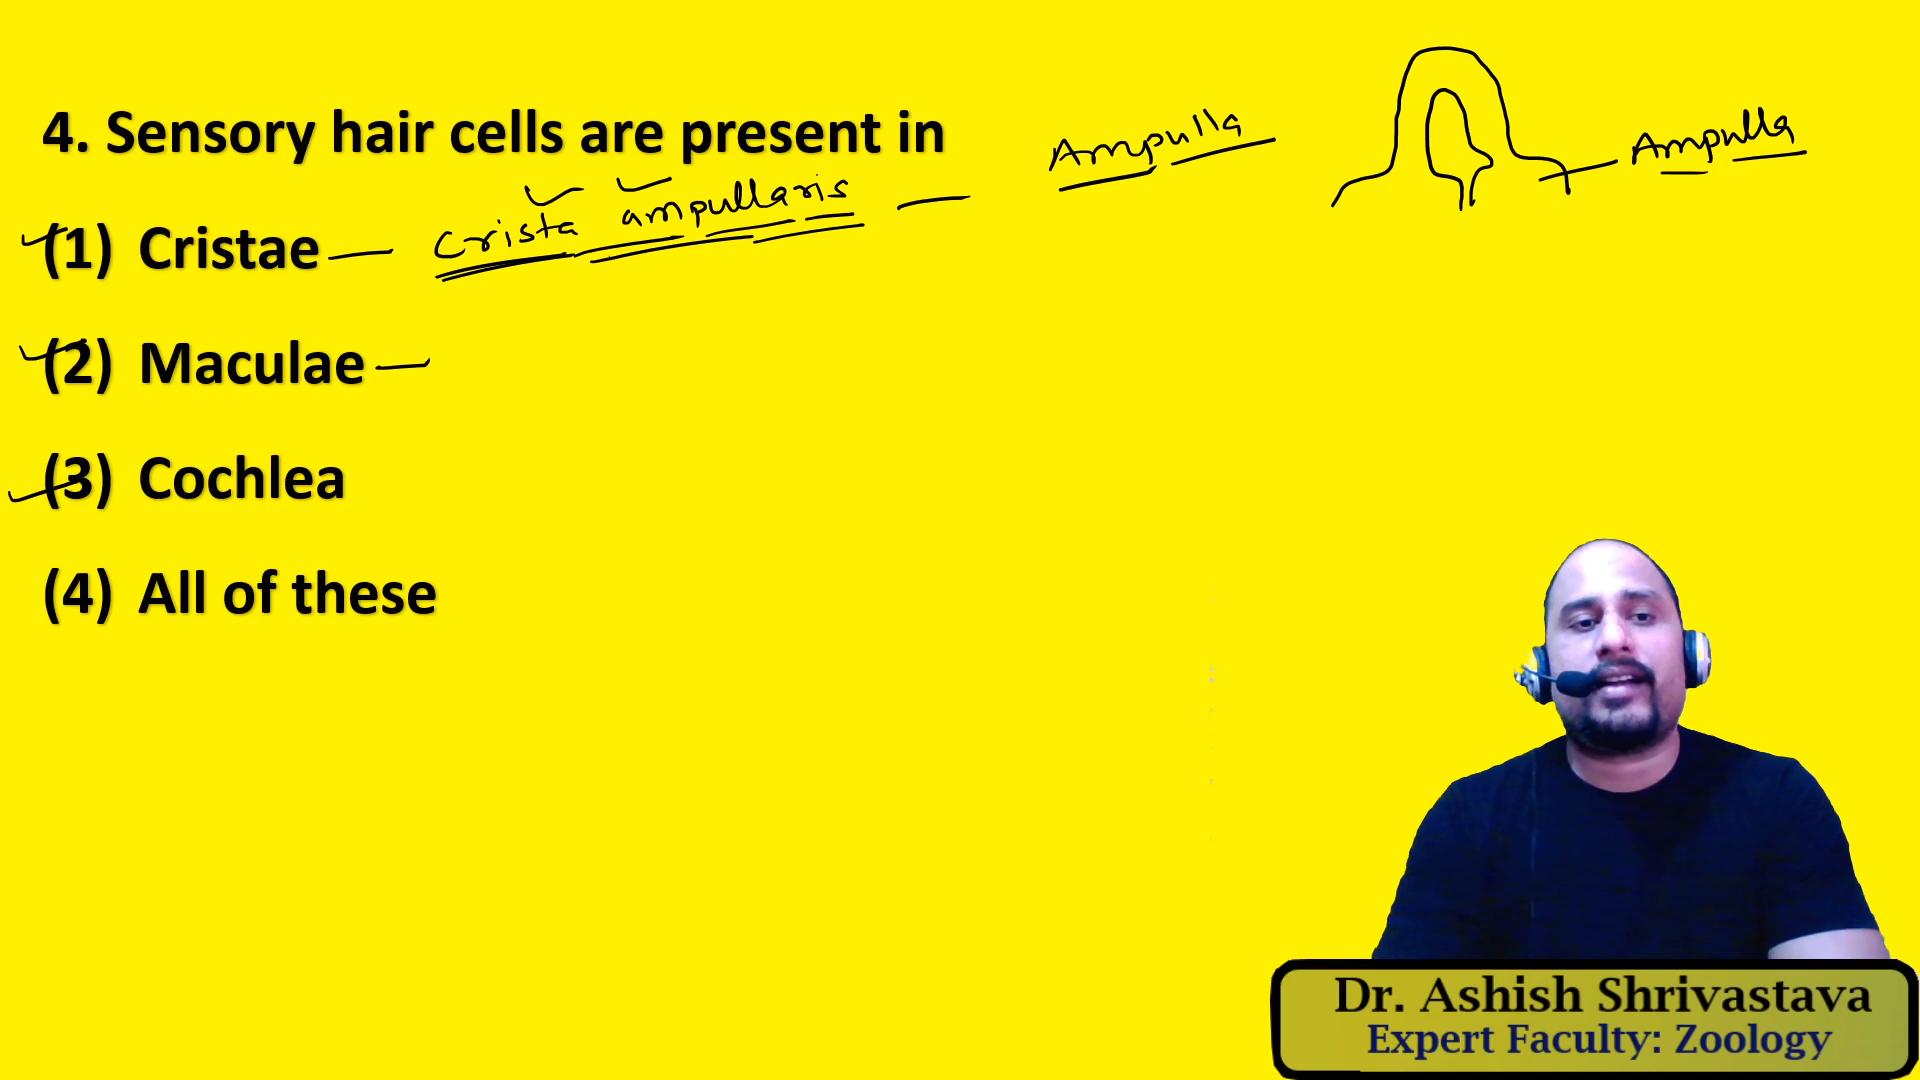 4. Sensory hair cells are present in
Ampulla
Ampulla
(1) Cristae — Crista ampullaris —
(2) Maculae —
(3) Cochlea
(4) All of these
Dr. Ashish Shrivastava
Expert Faculty: Zoology